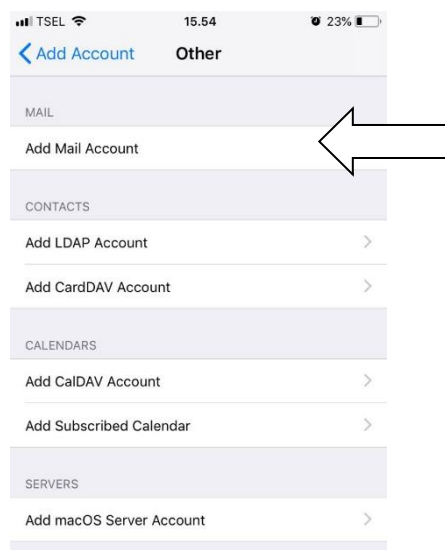 TSEL 15.54 23%
Add Account Other
MAIL
Add Mail Account
CONTACTS
Add LDAP Account
Add CardDAV Account
CALENDARS
Add CalDAV Account
Add Subscribed Calendar
SERVERS
Add macOS Server Account